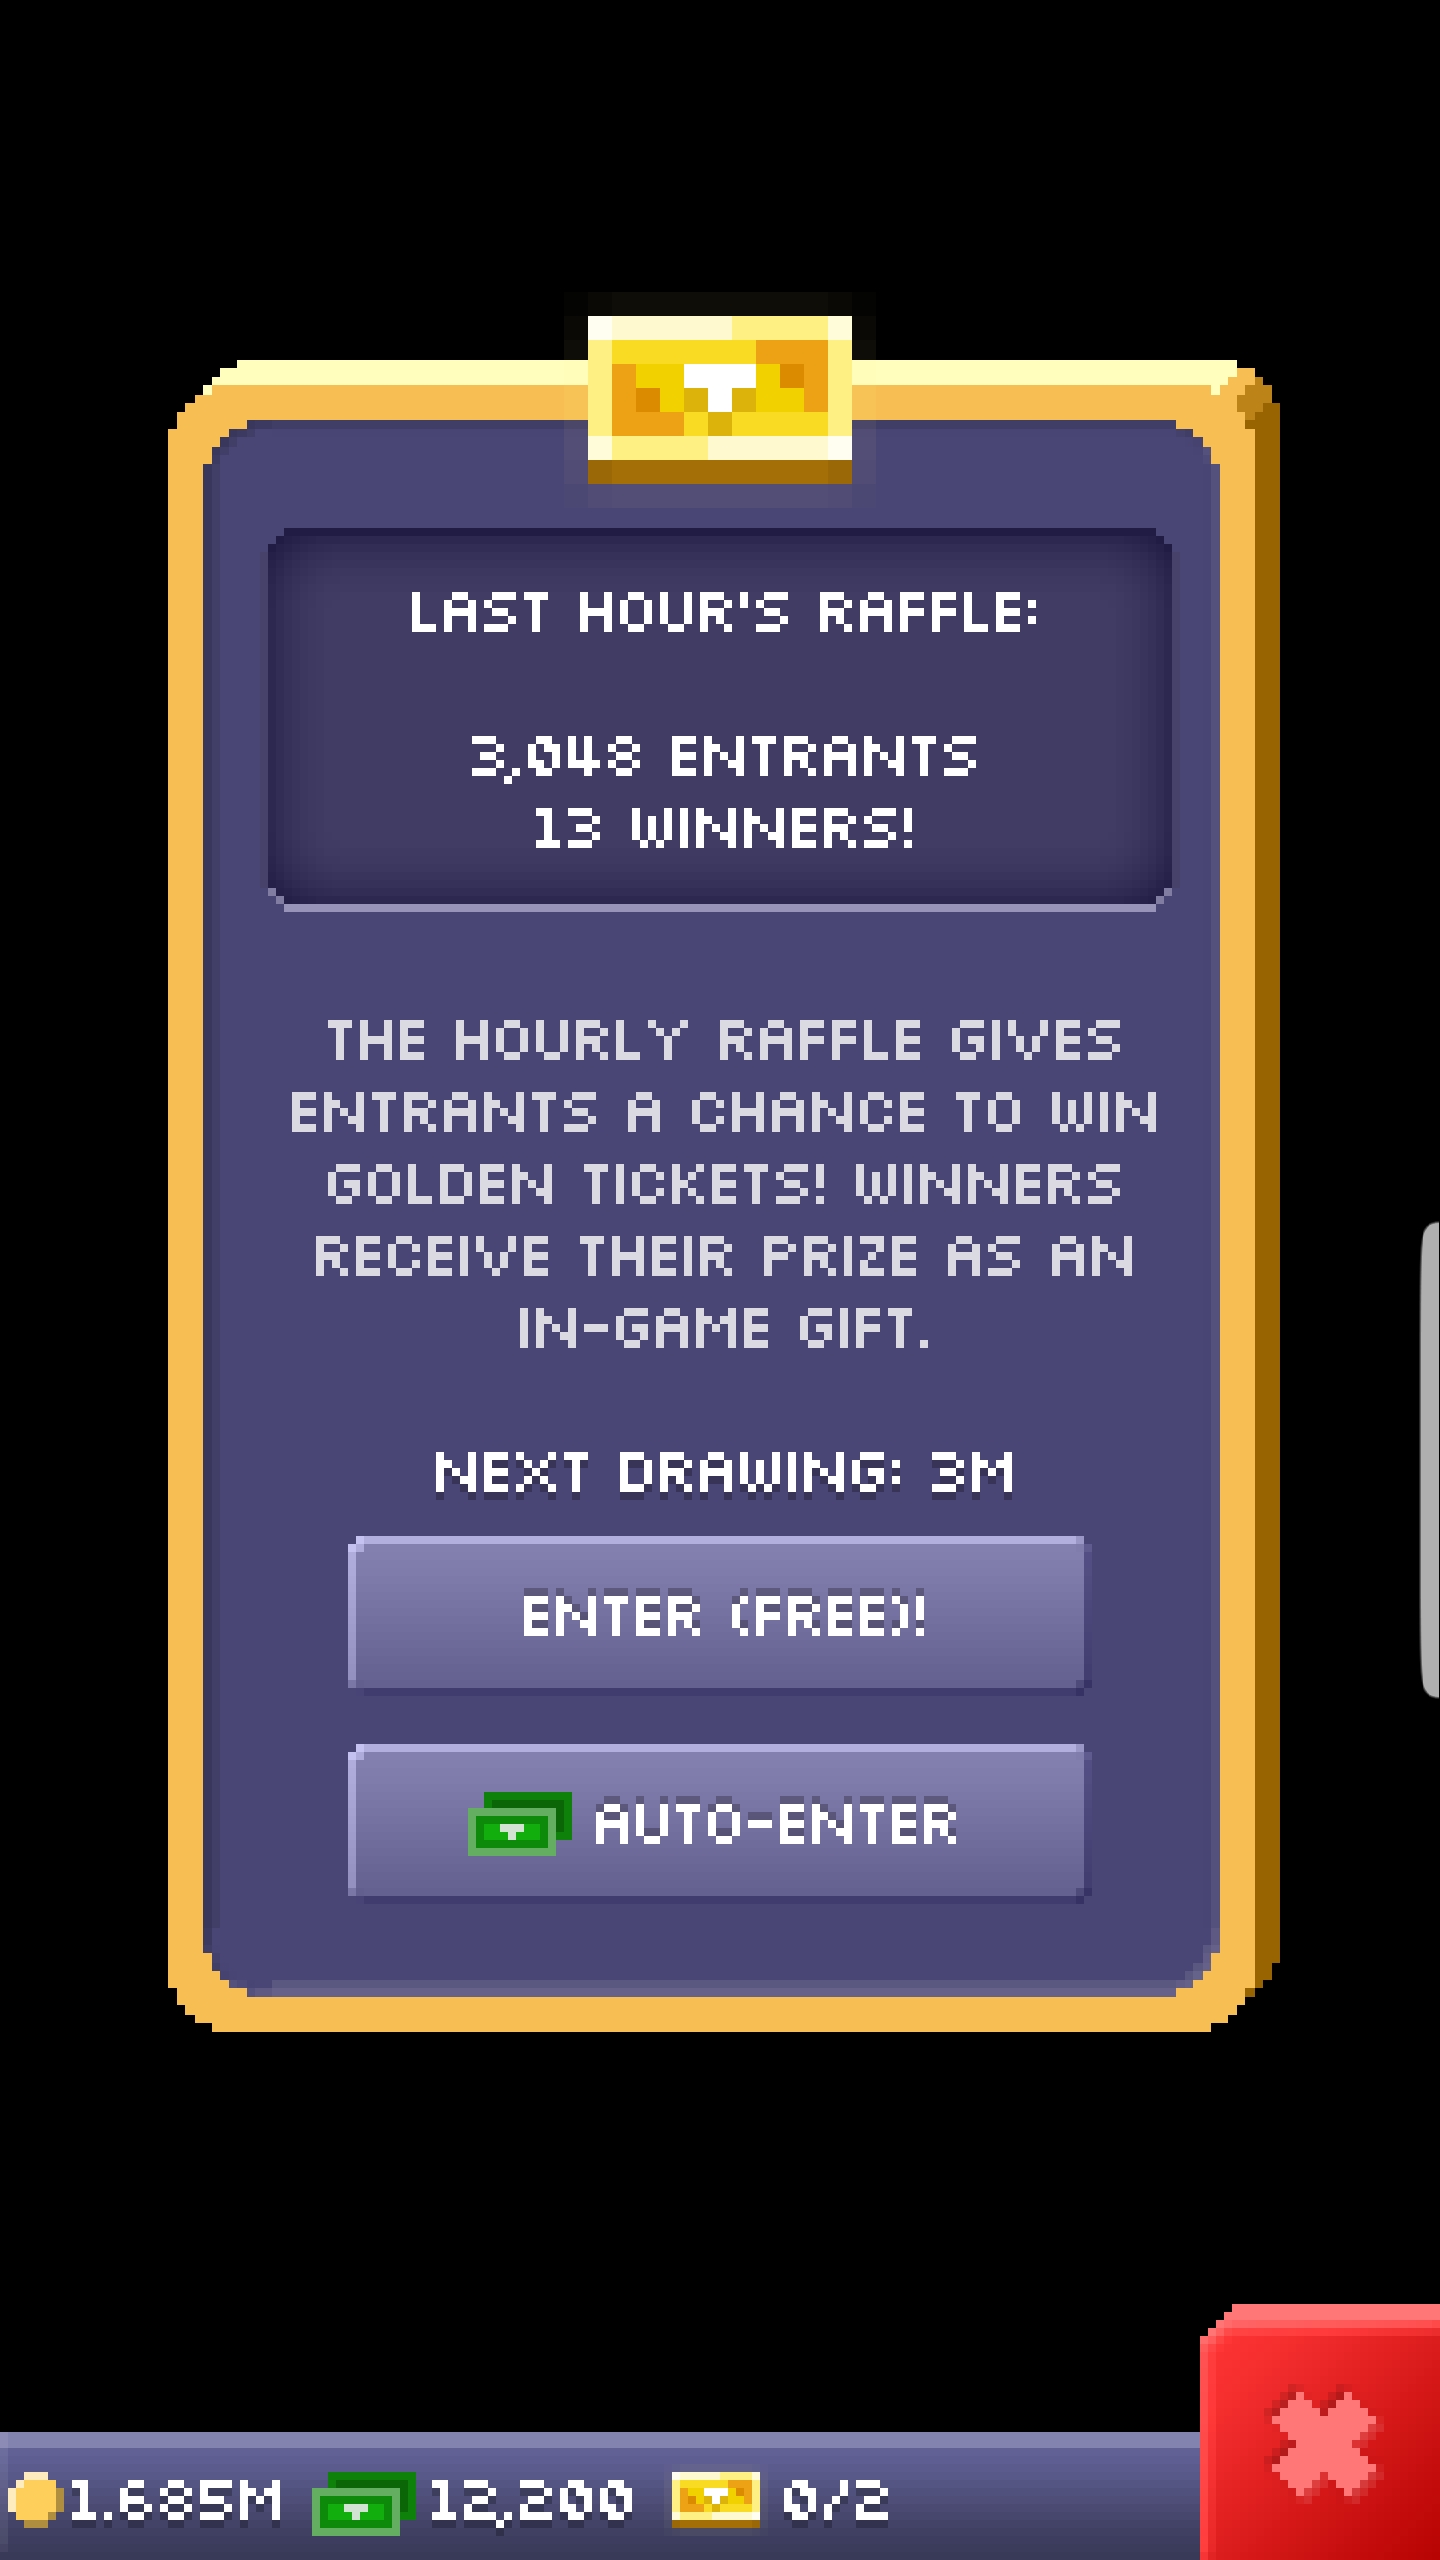 LAST HOUR'S RAFFLE:
3,048 ENTRANTS
13 WINNERS!
THE HOURLY RAFFLE GIVES
ENTRANTS A CHANCE TO WIN
GOLDEN TICKETS! WINNERS
RECEIVE THEIR PRIZE AS AN
IN-GAME GIFT.
NEXT DRAWING: 3M
ENTER (FREE)!
AUTO-ENTER
1.685M 12,200 0/2